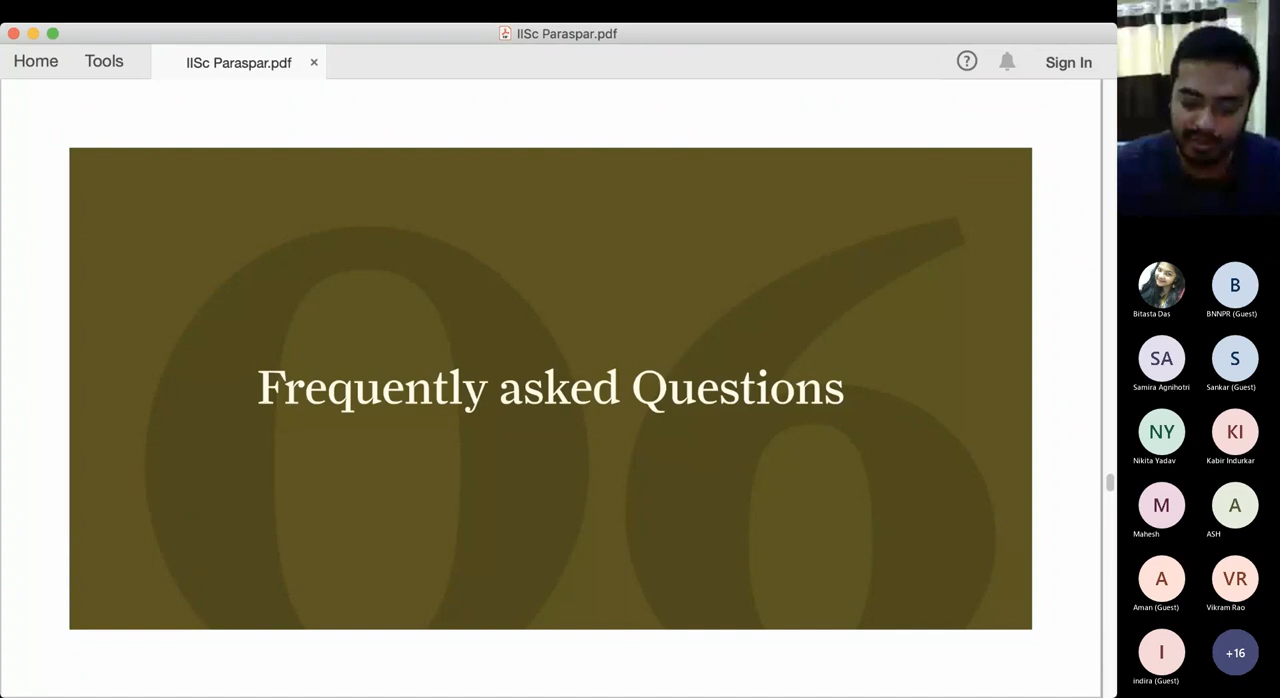 IISc Paraspar.pdf
Home
Tools
IISc Paraspar.pdf
×
?
Sign In
06
Frequently asked Questions
Bitasta Das
B
BNNPR (Guest)
SA
Samira Agnihotri
S
Sankar (Guest)
NY
Nikita Yadav
KI
Kabir Indurkar
M
Mahesh
A
ASH
A
Aman (Guest)
VR
Vikram Rao
I
indira (Guest)
+16